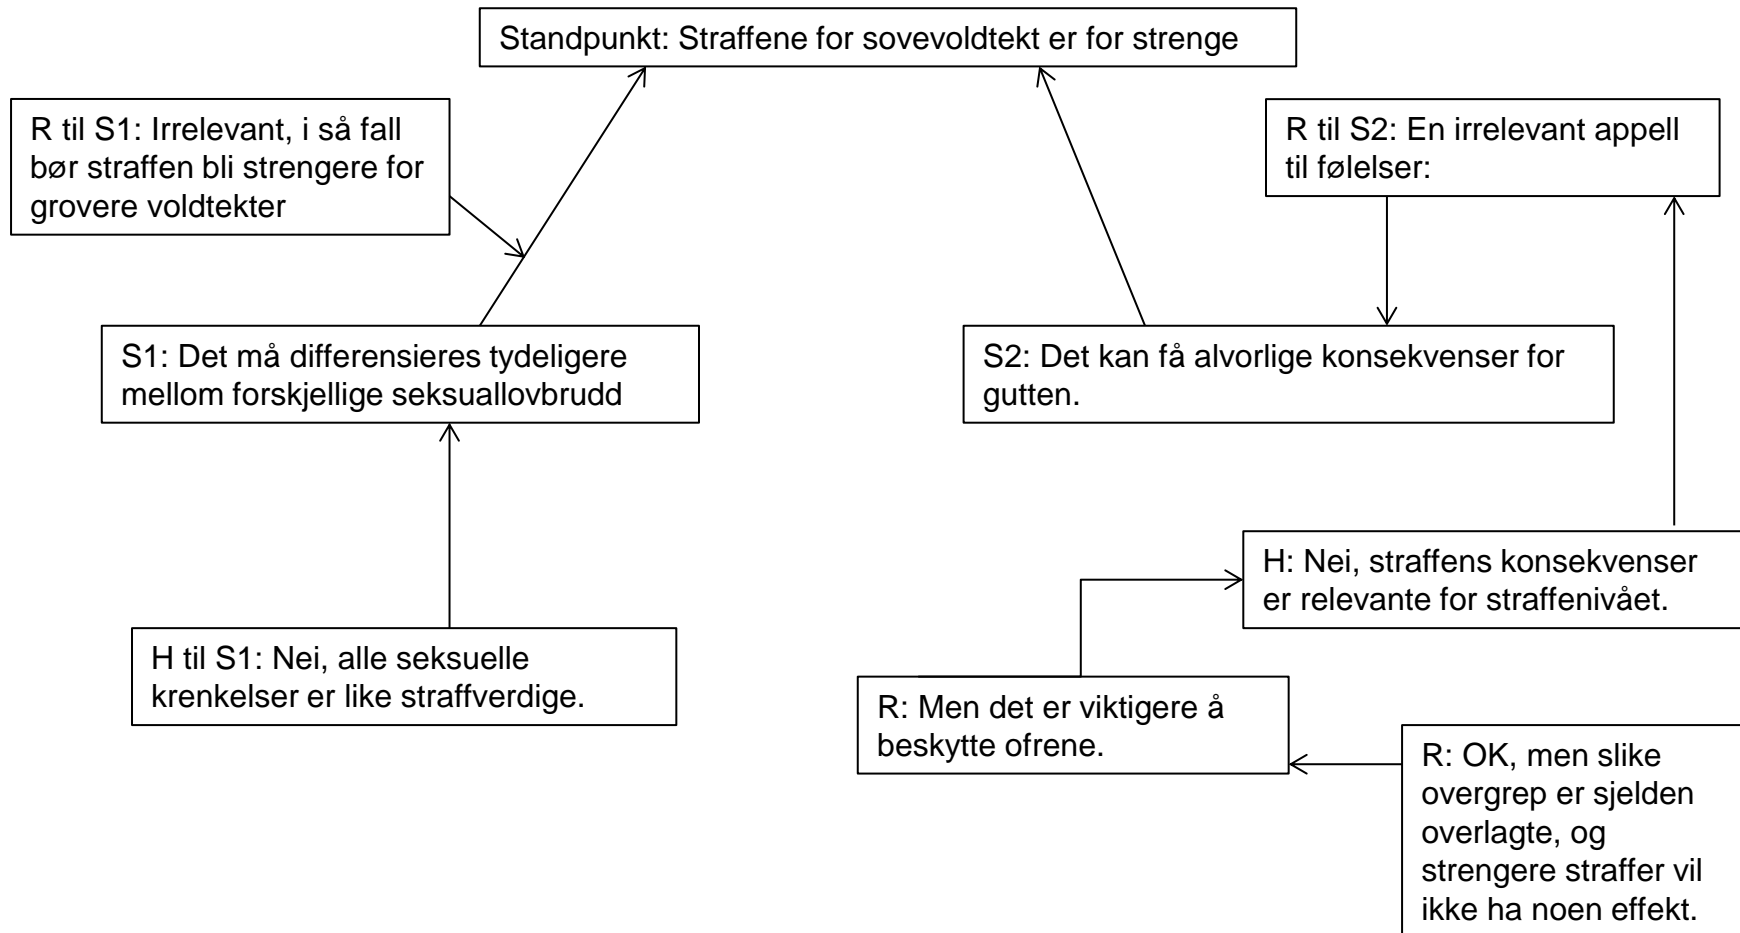 Standpunkt: Straffene for sovevoldtekt er for strenge
R til S1: Irrelevant, i så fall
bør straffen bli strengere for
grovere voldtekter
R til S2: En irrelevant appell
til følelser:
S1: Det må differensieres tydeligere
mellom forskjellige seksuallovbrudd
S2: Det kan få alvorlige konsekvenser for
gutten.
H: Nei, straffens konsekvenser
er relevante for straffenivået.
H til S1: Nei, alle seksuelle
krenkelser er like straffverdige.
R: Men det er viktigere å
beskytte ofrene.
R: OK, men slike
overgrep er sjelden
overlagte, og
strengere straffer vil
ikke ha noen effekt.